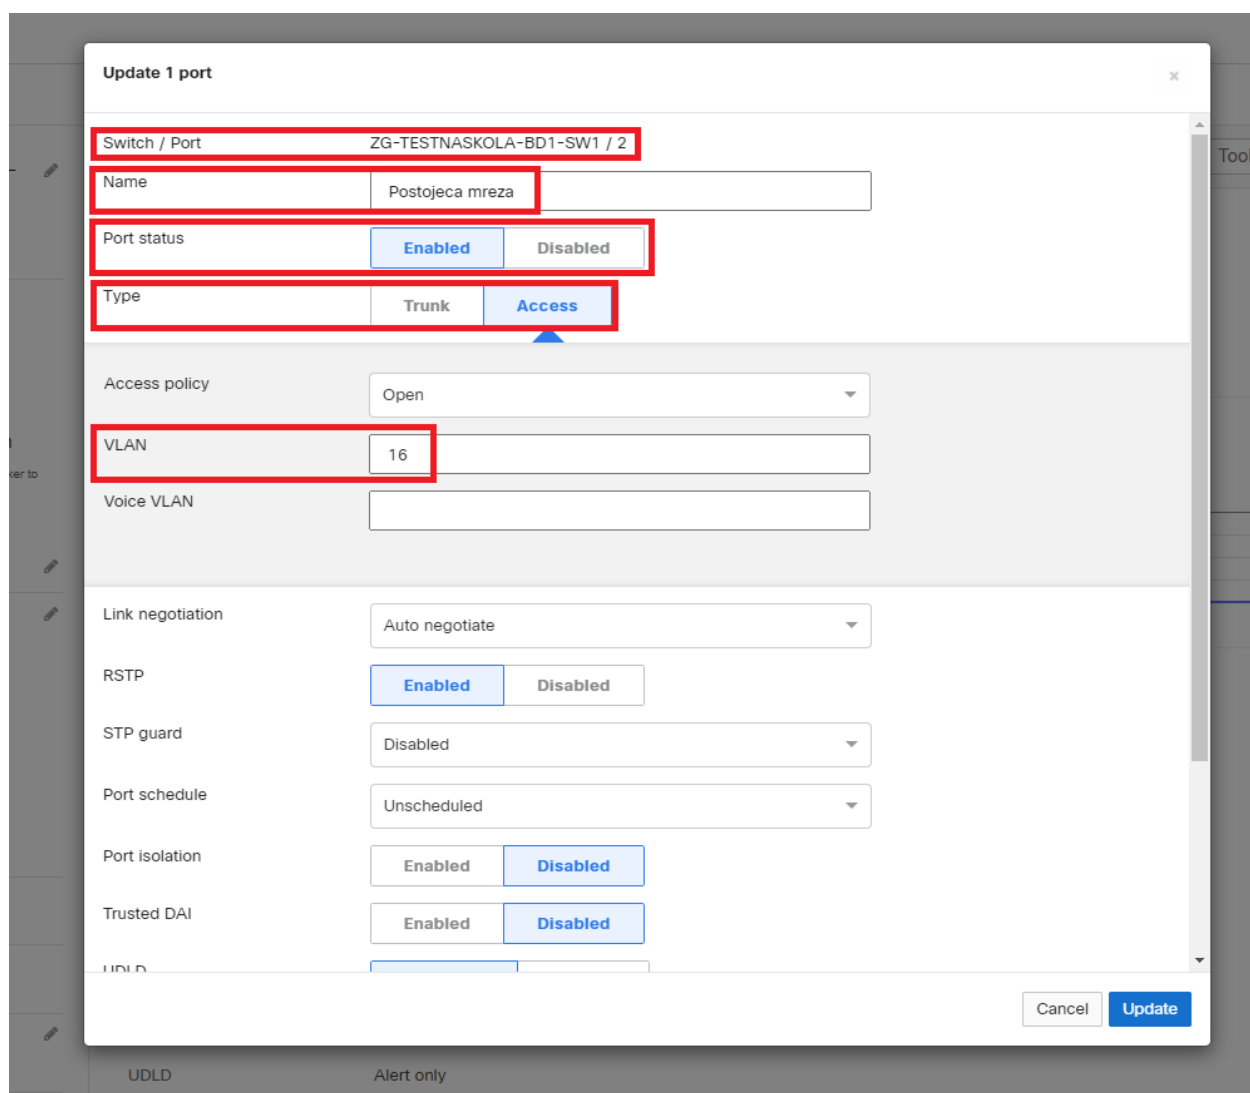 Update 1 port
×
Switch / Port ZG-TESTNASKOLA-BD1-SW1 / 2
Name Postojeca mreza
Port status Enabled Disabled
Type Trunk Access
Access policy Open
VLAN 16
Voice VLAN
Link negotiation Auto negotiate
RSTP Enabled Disabled
STP guard Disabled
Port schedule Unscheduled
Port isolation Enabled Disabled
Trusted DAI Enabled Disabled
UDLD
Cancel Update
UDLD Alert only